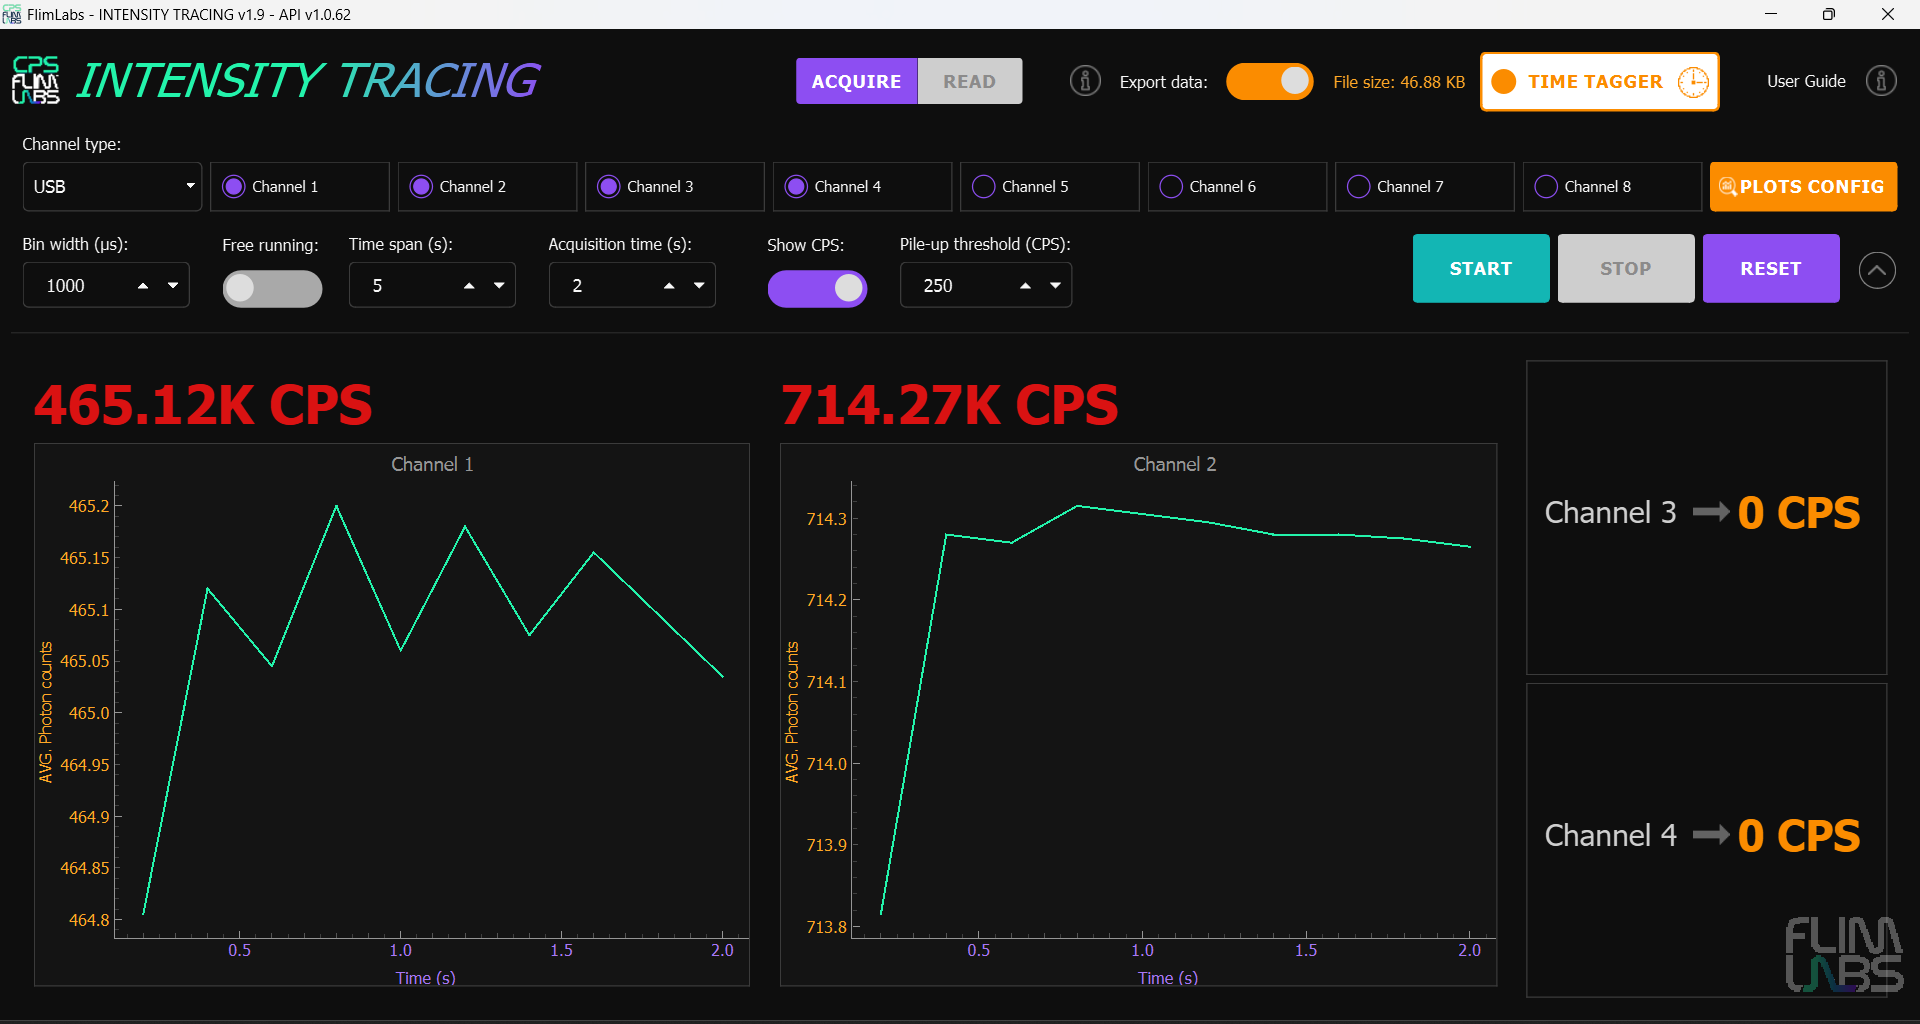 FlimLabs - INTENSITY TRACING v1.9 - API v1.0.62
CPS
FLIM
LABS
INTENSITY TRACING
ACQUIRE
READ
Export data:
File size: 46.88 KB
TIME TAGGER
User Guide
Channel type:
USB
Channel 1
Channel 2
Channel 3
Channel 4
Channel 5
Channel 6
Channel 7
Channel 8
PLOTS CONFIG
Bin width (µs):
Free running:
Time span (s):
Acquisition time (s):
Show CPS:
Pile-up threshold (CPS):
1000
5
2
250
START
STOP
RESET
465.12K CPS
Channel 1
AVG. Photon counts
465.2
465.15
465.1
465.05
465.0
464.95
464.9
464.85
464.8
0.5
1.0
1.5
2.0
Time (s)
714.27K CPS
Channel 2
AVG. Photon counts
714.3
714.2
714.1
714.0
713.9
713.8
0.5
1.0
1.5
2.0
Time (s)
Channel 3
0 CPS
Channel 4
0 CPS
FLIM
LABS